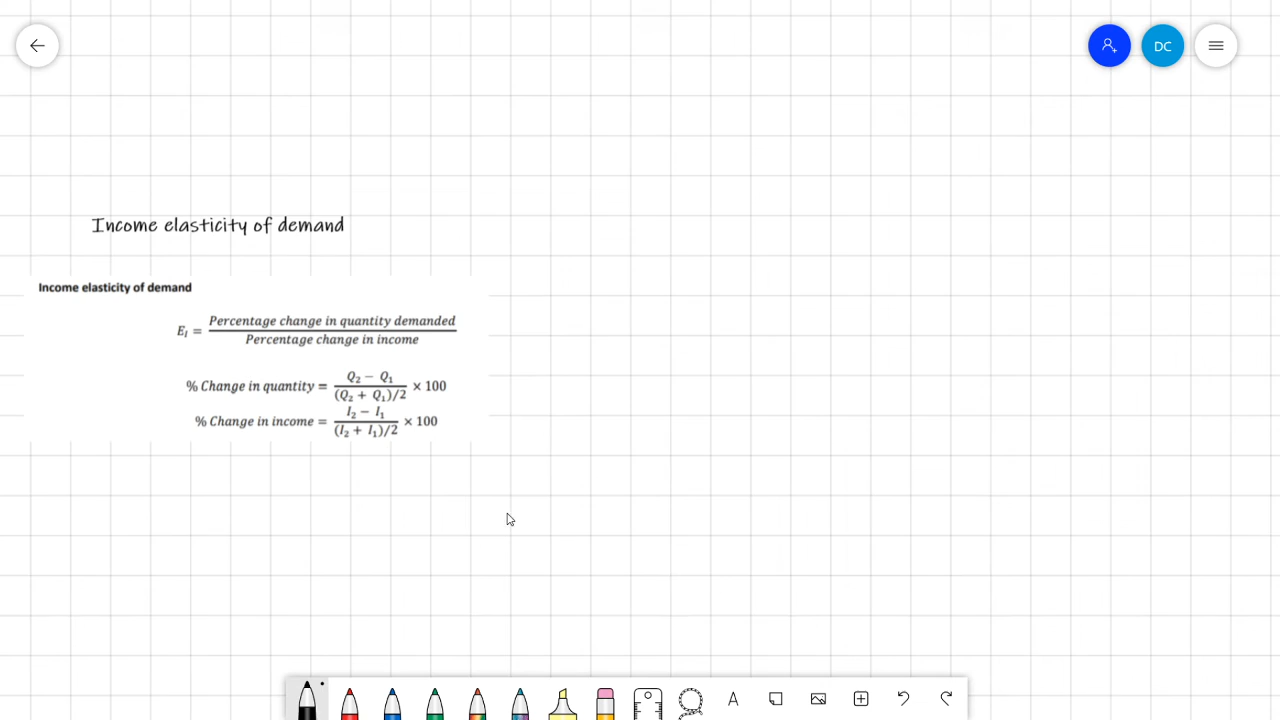 DC
Income elasticity of demand
Income elasticity of demand
E_I = Percentage change in quantity demanded / Percentage change in income
% Change in quantity = Q₂ − Q₁ / (Q₂ + Q₁)/2 × 100
% Change in income = I₂ − I₁ / (I₂ + I₁)/2 × 100
A